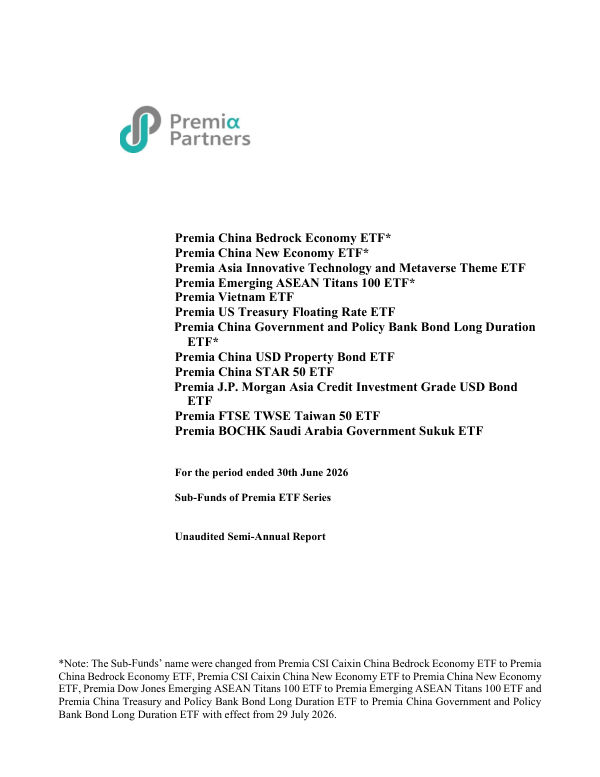 Premia
Partners
Premia China Bedrock Economy ETF*
Premia China New Economy ETF*
Premia Asia Innovative Technology and Metaverse Theme ETF
Premia Emerging ASEAN Titans 100 ETF*
Premia Vietnam ETF
Premia US Treasury Floating Rate ETF
Premia China Government and Policy Bank Bond Long Duration
ETF*
Premia China USD Property Bond ETF
Premia China STAR 50 ETF
Premia J.P. Morgan Asia Credit Investment Grade USD Bond
ETF
Premia FTSE TWSE Taiwan 50 ETF
Premia BOCHK Saudi Arabia Government Sukuk ETF
For the period ended 30th June 2026
Sub-Funds of Premia ETF Series
Unaudited Semi-Annual Report
*Note: The Sub-Funds’ name were changed from Premia CSI Caixin China Bedrock Economy ETF to Premia
China Bedrock Economy ETF, Premia CSI Caixin China New Economy ETF to Premia China New Economy
ETF, Premia Dow Jones Emerging ASEAN Titans 100 ETF to Premia Emerging ASEAN Titans 100 ETF and
Premia China Treasury and Policy Bank Bond Long Duration ETF to Premia China Government and Policy
Bank Bond Long Duration ETF with effect from 29 July 2026.